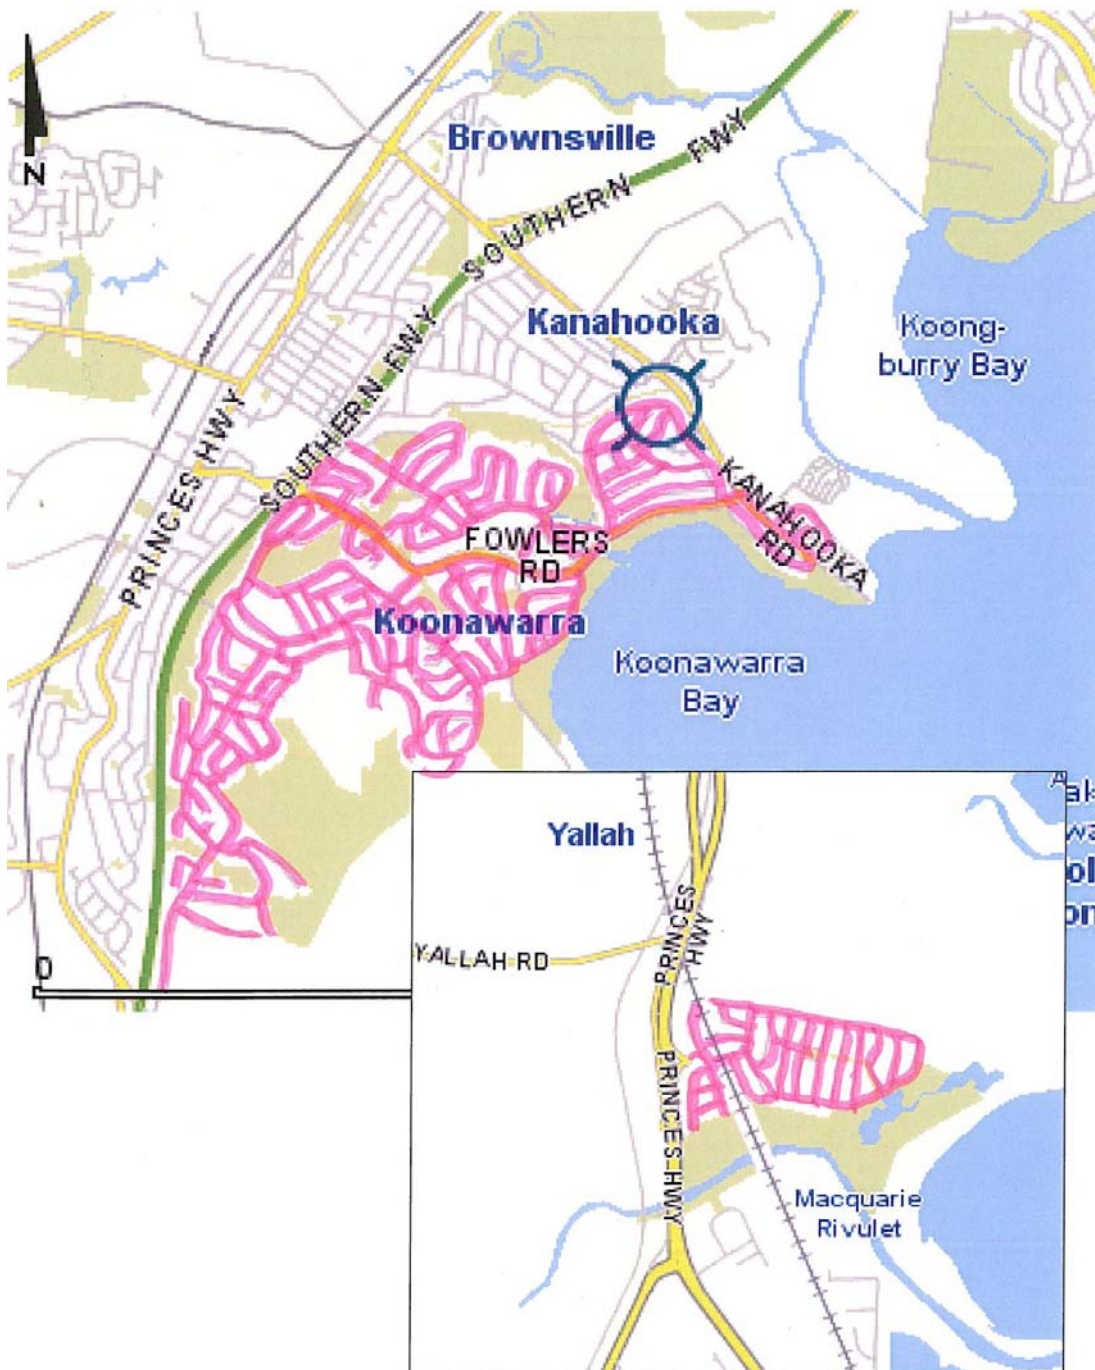 N
Brownsville
SOUTHERN FWY
Kanahooka
Koong-
burry Bay
SOUTHERN FWY
PRINCES HWY
KANAHOOKA
RD
FOWLERS
RD
Koonawarra
Koonawarra
Bay
0
Yallah
PRINCES
HWY
YALLAH RD
PRINCES HWY
Macquarie
Rivulet